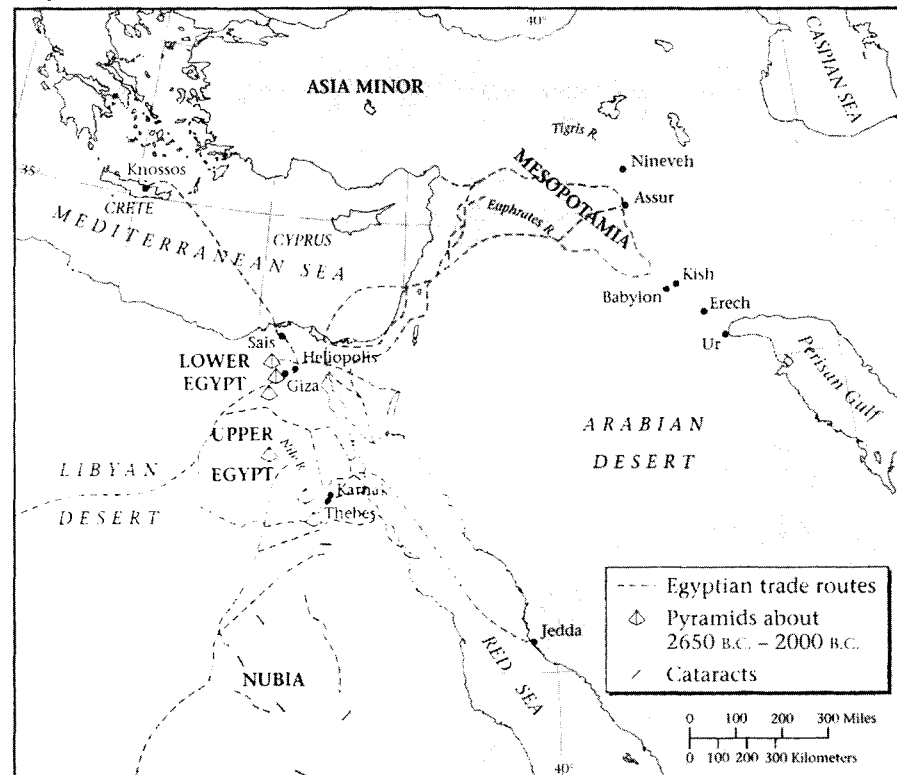 40°
CASPIAN SEA
ASIA MINOR
Tigris R.
Nineveh
MESOPOTAMIA
35°
Knossos
Assur
CRETE
Euphrates R.
CYPRUS
MEDITERRANEAN SEA
Kish
Babylon
Erech
Sais
Ur
LOWER
EGYPT
Heliopolis
Giza
Perisan Gulf
UPPER
EGYPT
Nile R.
ARABIAN
DESERT
LIBYAN
DESERT
Karnak
Thebes
Egyptian trade routes
Pyramids about
2650 B.C. – 2000 B.C.
Cataracts
Jedda
RED SEA
NUBIA
0 100 200 300 Miles
0 100 200 300 Kilometers
40°